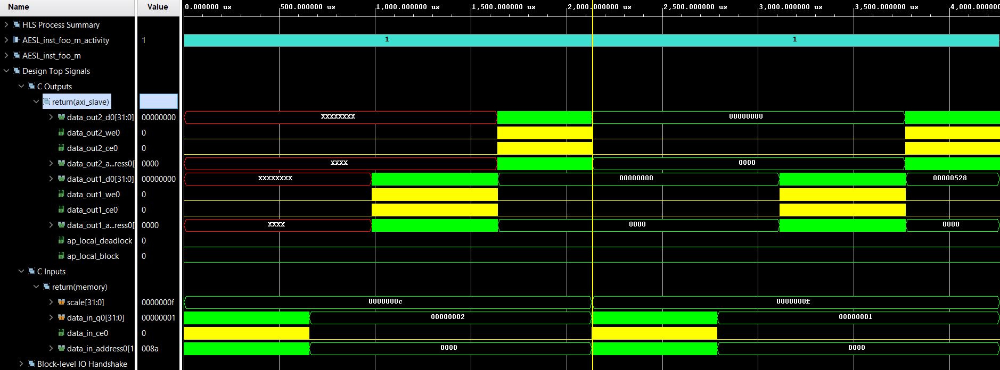 Name Value 0.000000 us 500.000000 us 1,000.000000 us 1,500.000000 us 2,000.000000 us 2,500.000000 us 3,000.000000 us 3,500.000000 us 4,000.000000
HLS Process Summary
AESL_inst_foo_m_activity 1 1 1
AESL_inst_foo_m
Design Top Signals
C Outputs
return(axi_slave)
data_out2_d0[31:0] 00000000 XXXXXXXX 00000000
data_out2_we0 0
data_out2_ce0 0
data_out2_a...ress0[ 0000 XXXX 0000
data_out1_d0[31:0] 00000000 XXXXXXXX 00000000 00000528
data_out1_we0 0
data_out1_ce0 0
data_out1_a...ress0[ 0000 XXXX 0000 0000
ap_local_deadlock 0
ap_local_block 0
C Inputs
return(memory)
scale[31:0] 0000000f 0000000c 0000000f
data_in_q0[31:0] 00000001 00000002 00000001
data_in_ce0 0
data_in_address0[1 008a 0000 0000
Block-level IO Handshake